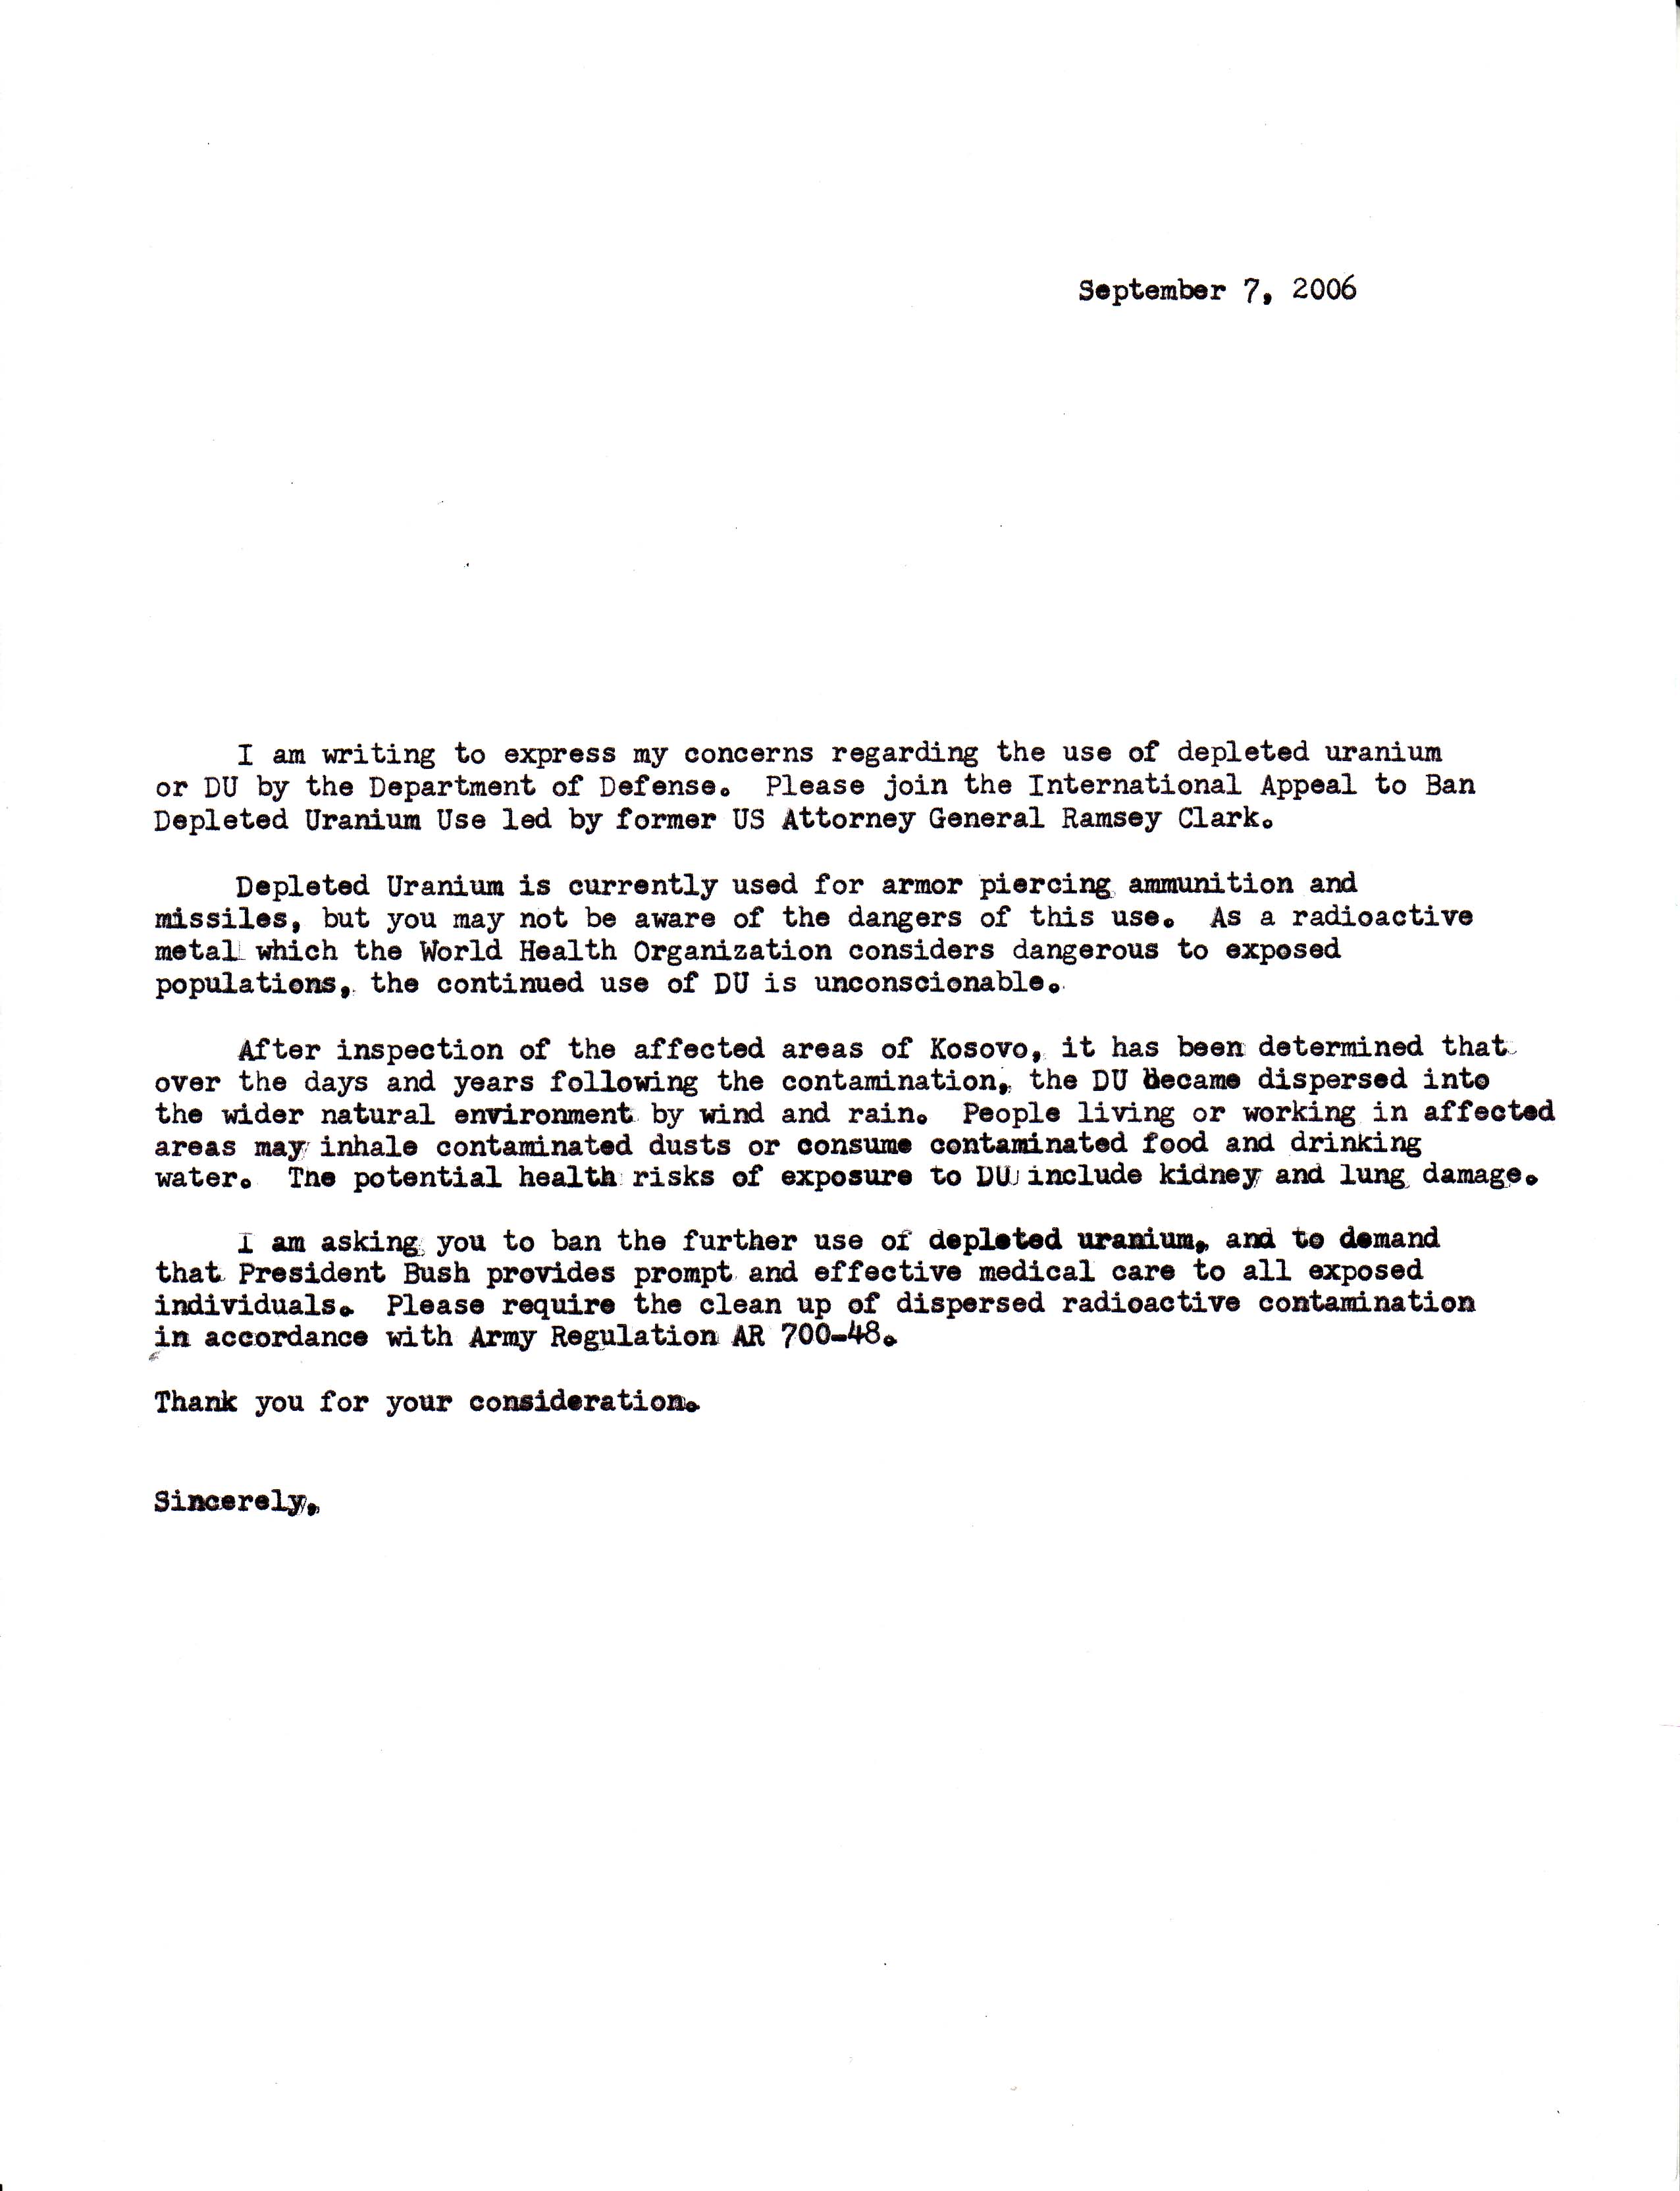 September 7, 2006
I am writing to express my concerns regarding the use of depleted uranium
or DU by the Department of Defense. Please join the International Appeal to Ban
Depleted Uranium Use led by former US Attorney General Ramsey Clark.
Depleted Uranium is currently used for armor piercing ammunition and
missiles, but you may not be aware of the dangers of this use. As a radioactive
metal which the World Health Organization considers dangerous to exposed
populations, the continued use of DU is unconscionable.
After inspection of the affected areas of Kosovo, it has been determined that
over the days and years following the contamination, the DU became dispersed into
the wider natural environment by wind and rain. People living or working in affected
areas may inhale contaminated dusts or consume contaminated food and drinking
water. The potential health risks of exposure to DU include kidney and lung damage.
I am asking you to ban the further use of depleted uranium, and to demand
that President Bush provides prompt and effective medical care to all exposed
individuals. Please require the clean up of dispersed radioactive contamination
in accordance with Army Regulation AR 700-48.
Thank you for your consideration.
Sincerely,